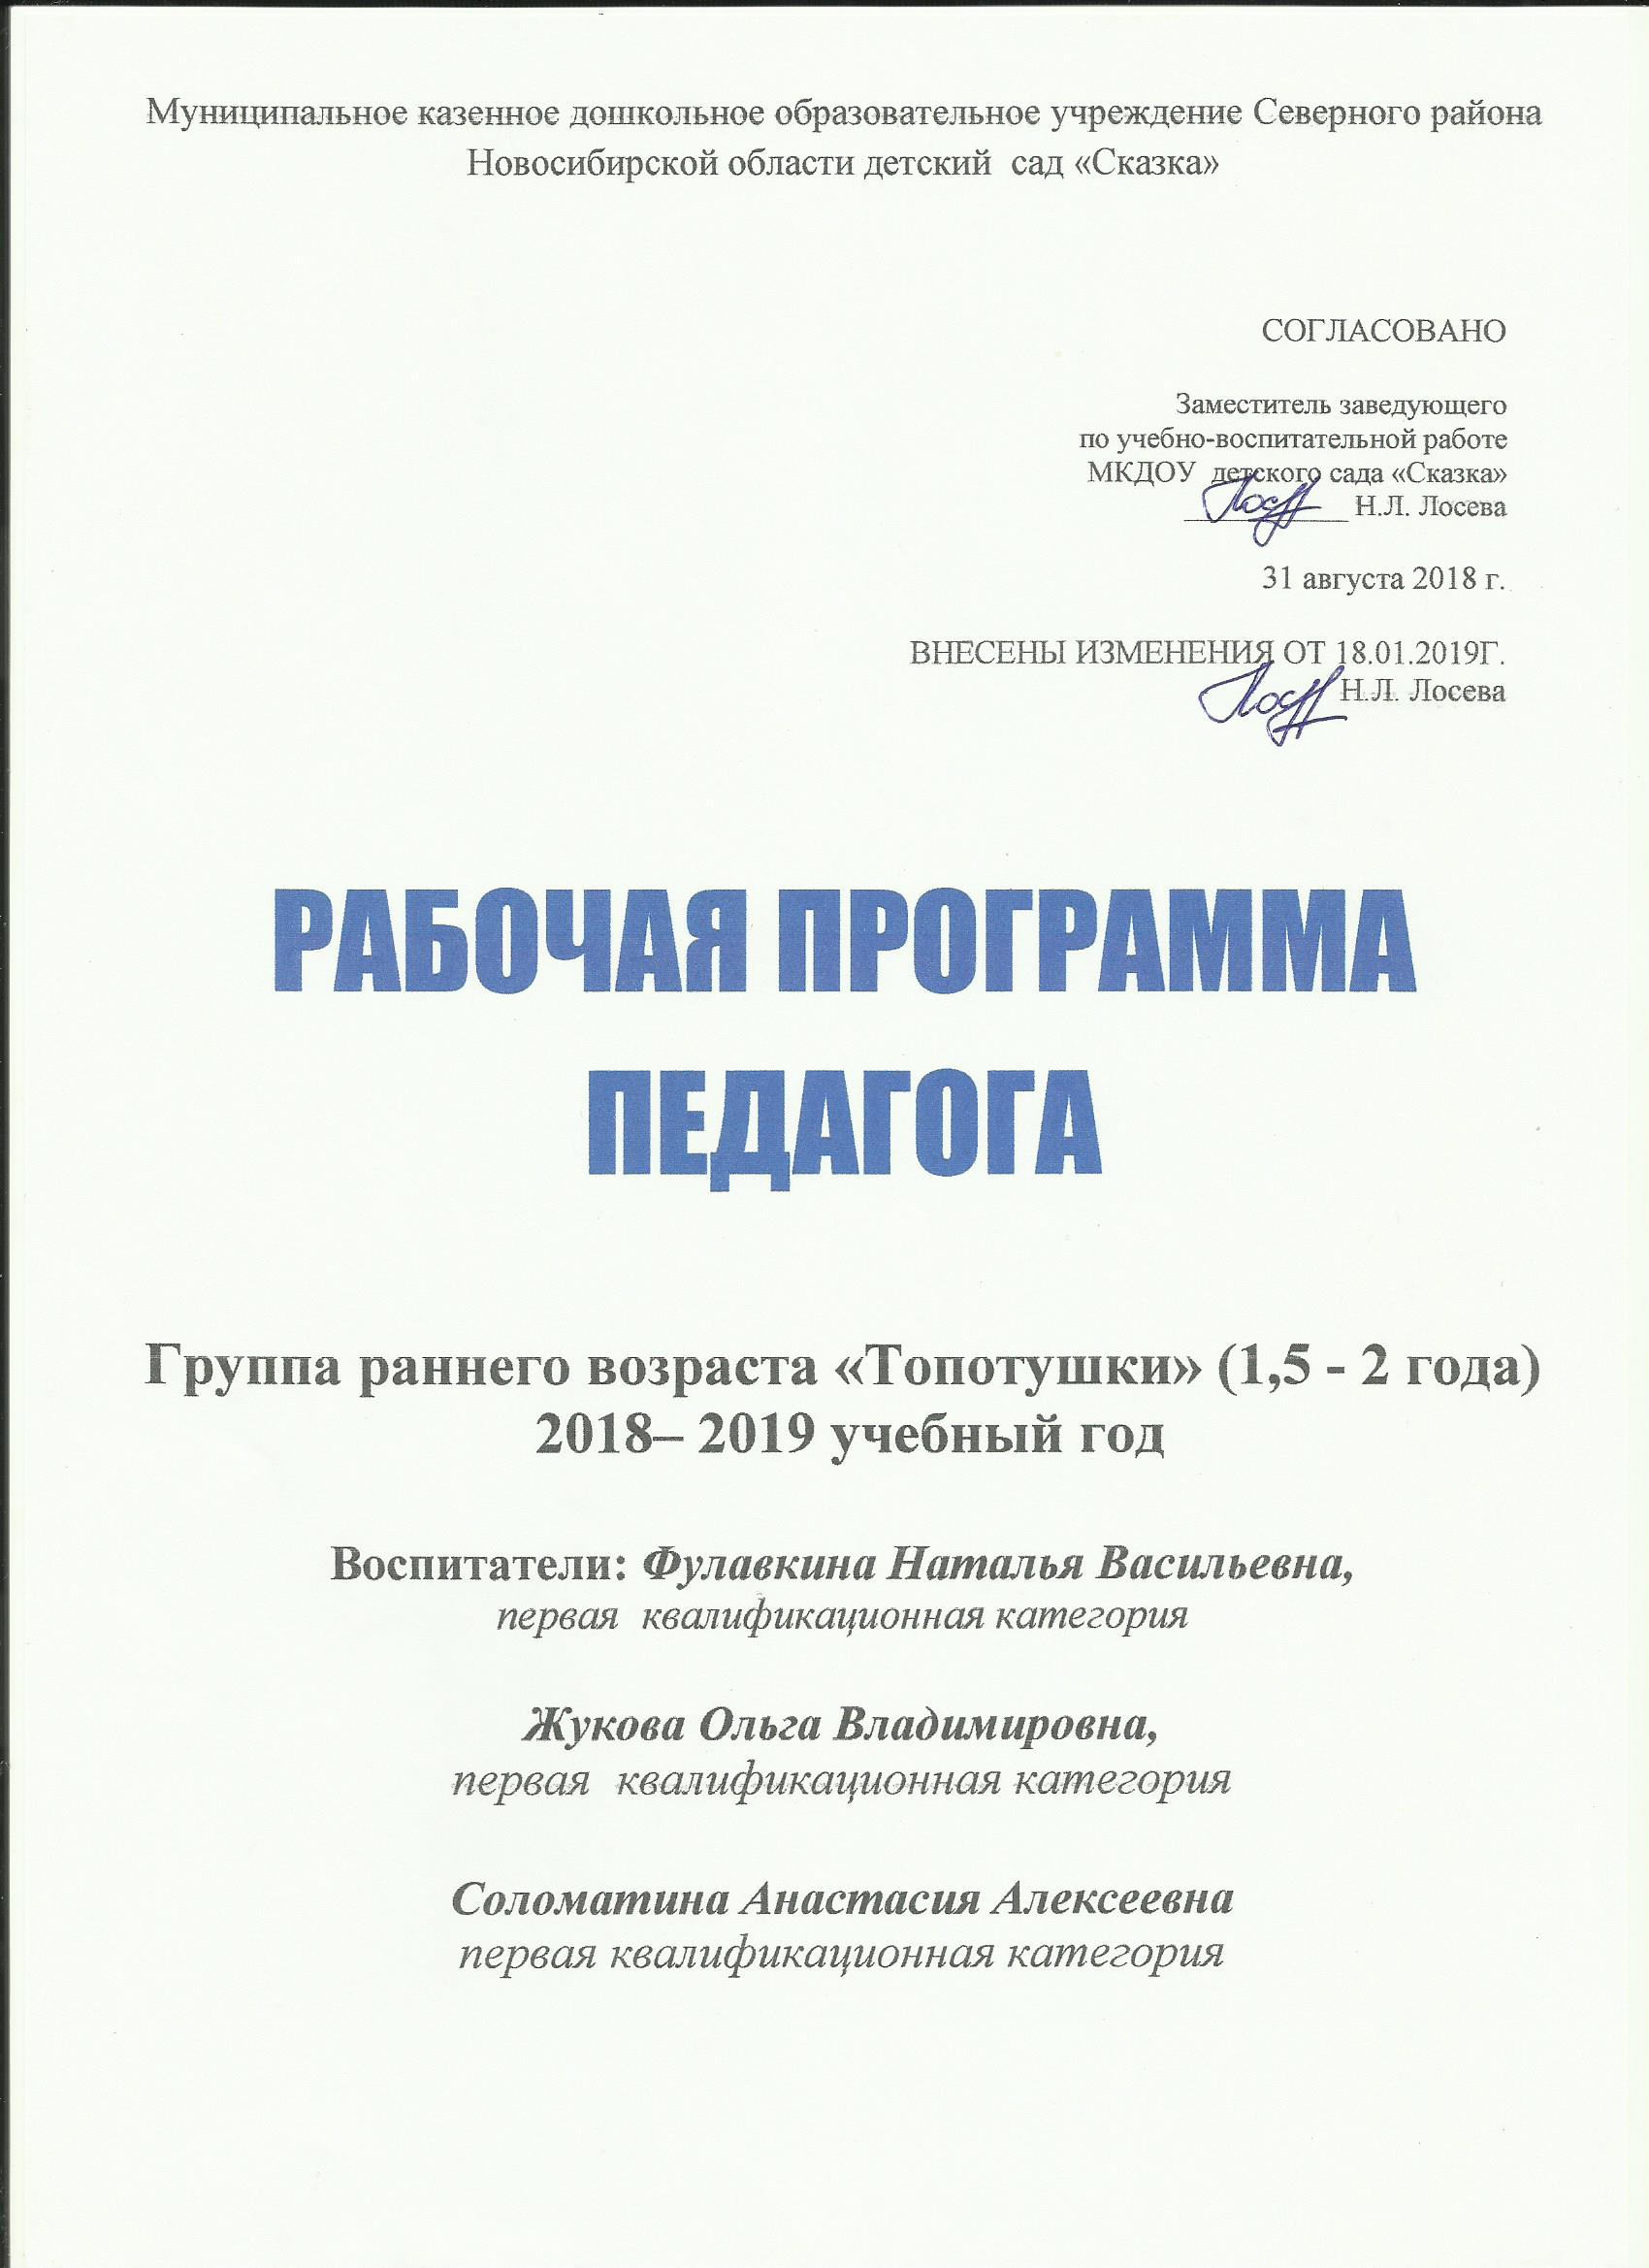 Муниципальное казенное дошкольное образовательное учреждение Северного района
Новосибирской области детский сад «Сказка»
СОГЛАСОВАНО
Заместитель заведующего
по учебно-воспитательной работе
МКДОУ детского сада «Сказка»
____________ Н.Л. Лосева
31 августа 2018 г.
ВНЕСЕНЫ ИЗМЕНЕНИЯ ОТ 18.01.2019Г.
Н.Л. Лосева
РАБОЧАЯ ПРОГРАММА
ПЕДАГОГА
Группа раннего возраста «Топотушки» (1,5 - 2 года)
2018– 2019 учебный год
Воспитатели: Фулавкина Наталья Васильевна,
первая квалификационная категория
Жукова Ольга Владимировна,
первая квалификационная категория
Соломатина Анастасия Алексеевна
первая квалификационная категория